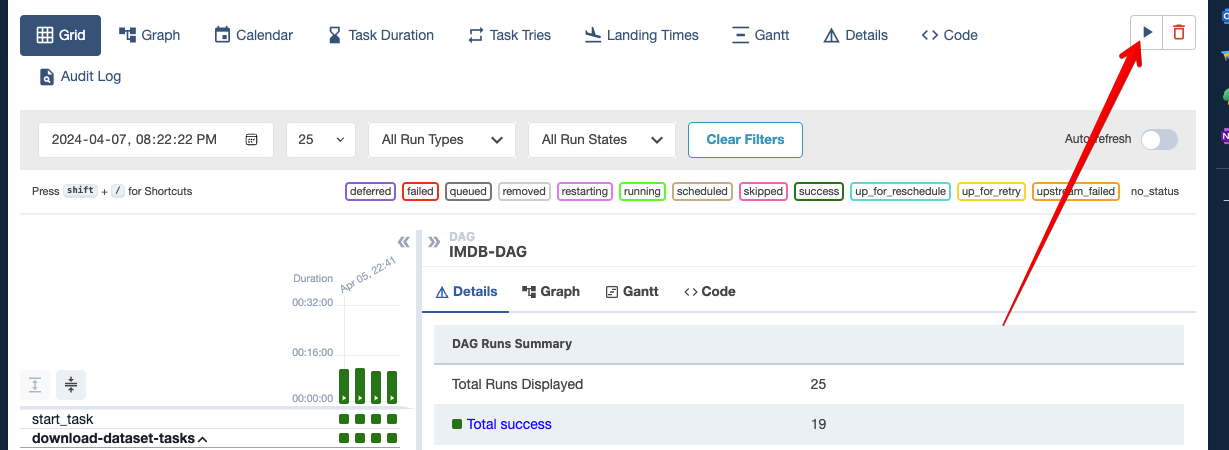 Grid Graph Calendar Task Duration Task Tries Landing Times Gantt Details <> Code
Audit Log
2024-04-07, 08:22:22 PM 25 All Run Types All Run States Clear Filters Auto-refresh
Press shift + / for Shortcuts deferred failed queued removed restarting running scheduled skipped success up_for_reschedule up_for_retry upstream_failed no_status
« » DAG
IMDB-DAG
Duration Apr 05, 22:41
Details Graph Gantt <> Code
00:32:00
DAG Runs Summary
00:16:00
Total Runs Displayed 25
00:00:00
start_task
Total success 19
download-dataset-tasks